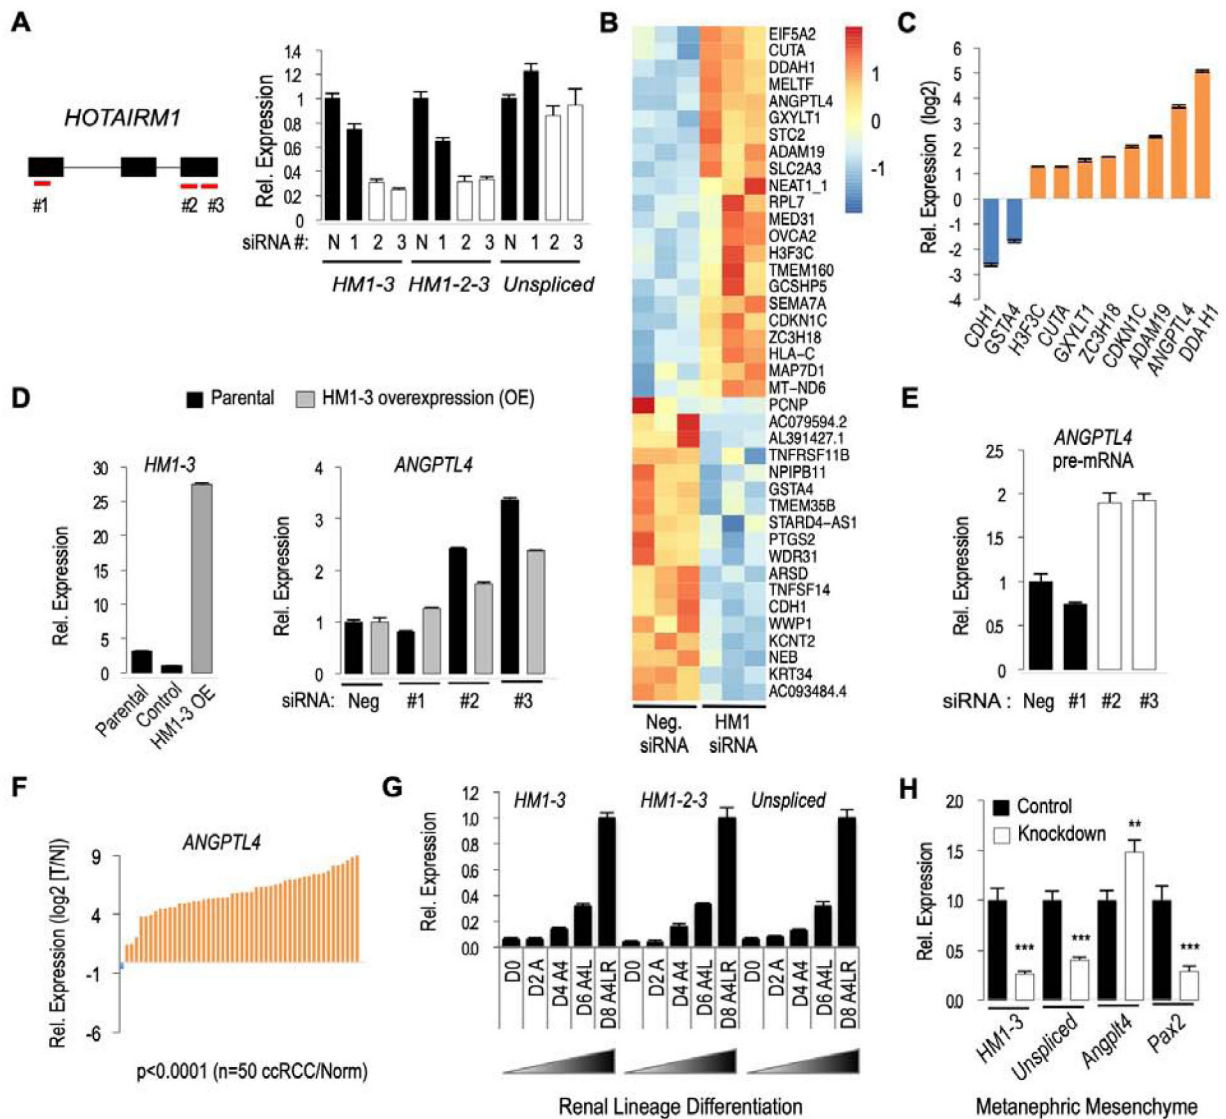 A
HOTAIRM1
#1
#2 #3
Rel. Expression
1.4
1.2
1.0
0.8
0.6
0.4
0.2
0
siRNA #: N 1 2 3 N 1 2 3 N 1 2 3
HM1-3 HM1-2-3 Unspliced
B
EIF5A2
CUTA
DDAH1
MELTF
ANGPTL4
GXYLT1
STC2
ADAM19
SLC2A3
NEAT1_1
RPL7
MED31
OVCA2
H3F3C
TMEM160
GCSHP5
SEMA7A
CDKN1C
ZC3H18
HLA-C
MAP7D1
MT-ND6
PCNP
AC079594.2
AL391427.1
TNFRSF11B
NPIPB11
GSTA4
TMEM35B
STARD4-AS1
PTGS2
WDR31
ARSD
TNFSF14
CDH1
WWP1
KCNT2
NEB
KRT34
AC093484.4
1
0
-1
Neg. siRNA
HM1 siRNA
C
Rel. Expression (log2)
6
5
4
3
2
1
0
-1
-2
-3
-4
CDH1
GSTA4
H3F3C
CUTA
GXYLT1
ZC3H18
CDKN1C
ADAM19
ANGPTL4
DDAH1
D
Parental
HM1-3 overexpression (OE)
HM1-3
Rel. Expression
30
25
20
15
10
5
0
Parental
Control
HM1-3 OE
ANGPTL4
Rel. Expression
4
3
2
1
0
siRNA: Neg #1 #2 #3
E
ANGPTL4
pre-mRNA
Rel. Expression
2.5
2
1.5
1
0.5
0
siRNA : Neg #1 #2 #3
F
ANGPTL4
Rel. Expression (log2 [T/N])
9
4
-1
-6
p<0.0001 (n=50 ccRCC/Norm)
G
HM1-3 HM1-2-3 Unspliced
Rel. Expression
1.2
1.0
0.8
0.6
0.4
0.2
0.0
D0
D2 A
D4 A4
D6 A4L
D8 A4LR
D0
D2 A
D4 A4
D6 A4L
D8 A4LR
D0
D2 A
D4 A4
D6 A4L
D8 A4LR
Renal Lineage Differentiation
H
Control
Knockdown
Rel. Expression
2.0
1.5
1.0
0.5
0.0
***
***
**
***
HM1-3
Unspliced
Angplt4
Pax2
Metanephric Mesenchyme